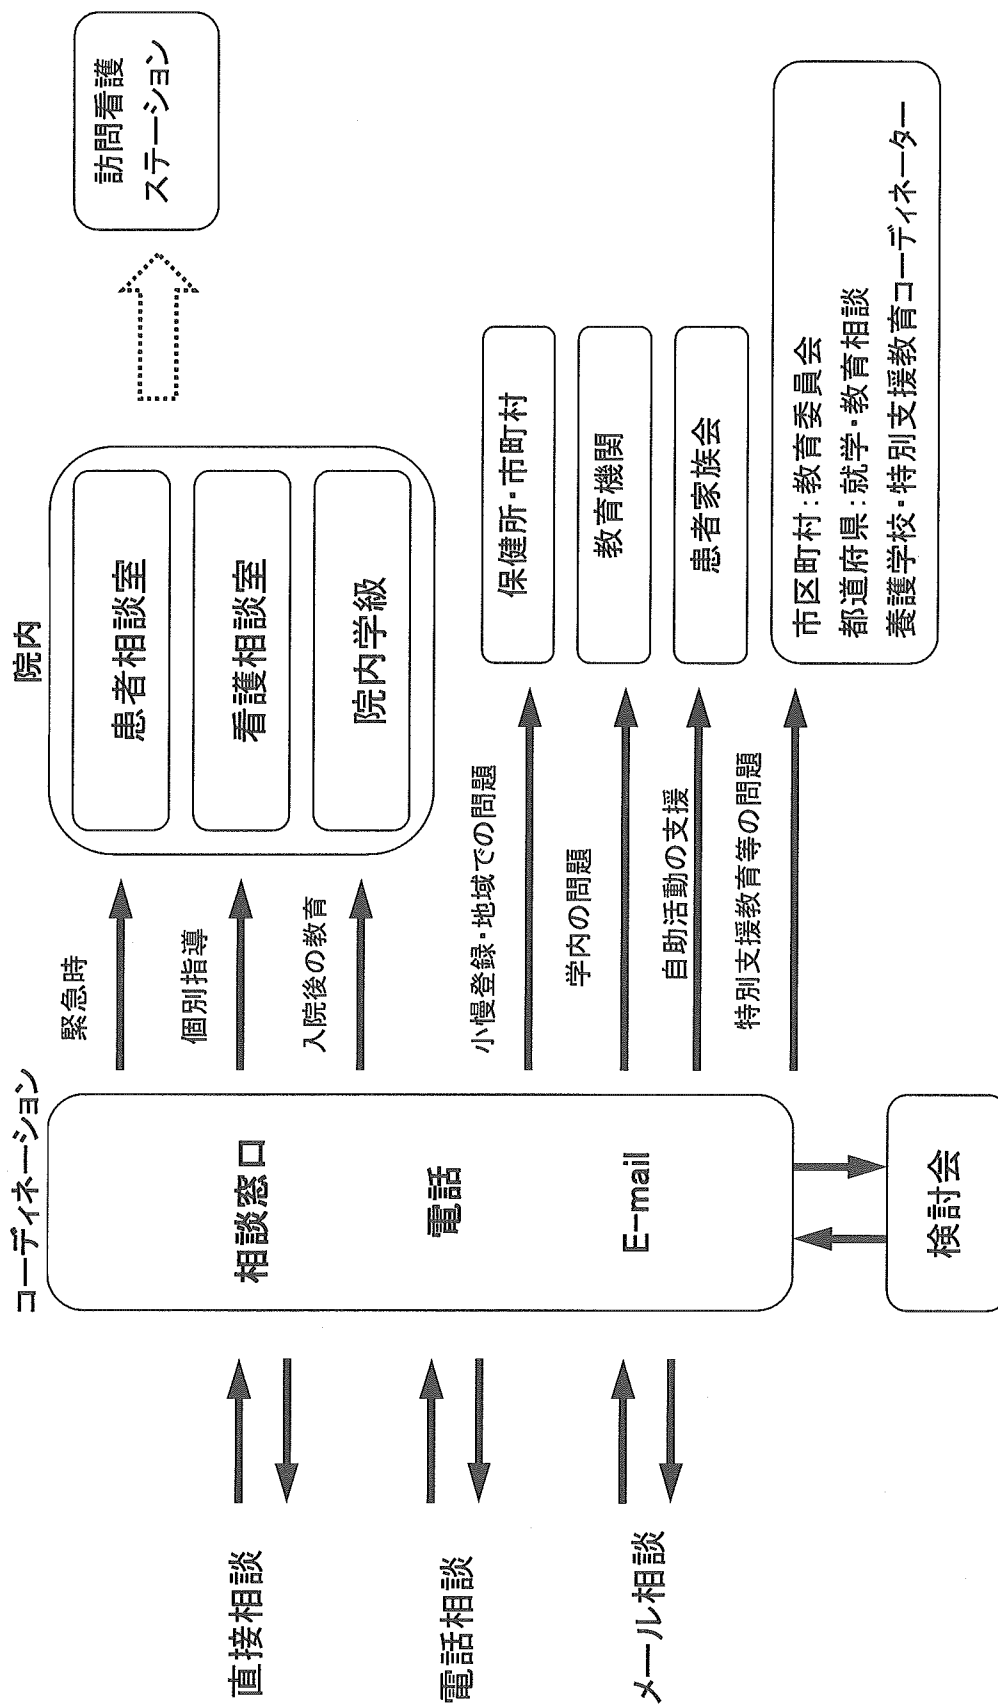 直接相談
電話相談
メール相談
コーディネーション
相談窓口
電話
E-mail
検討会
緊急時
個別指導
入院後の教育
小慢登録・地域での問題
学内の問題
自助活動の支援
特別支援教育等の問題
院内
患者相談室
看護相談室
院内学級
保健所・市町村
教育機関
患者家族会
市区町村：教育委員会
都道府県：就学・教育相談
養護学校・特別支援教育コーディネーター
訪問看護
ステーション